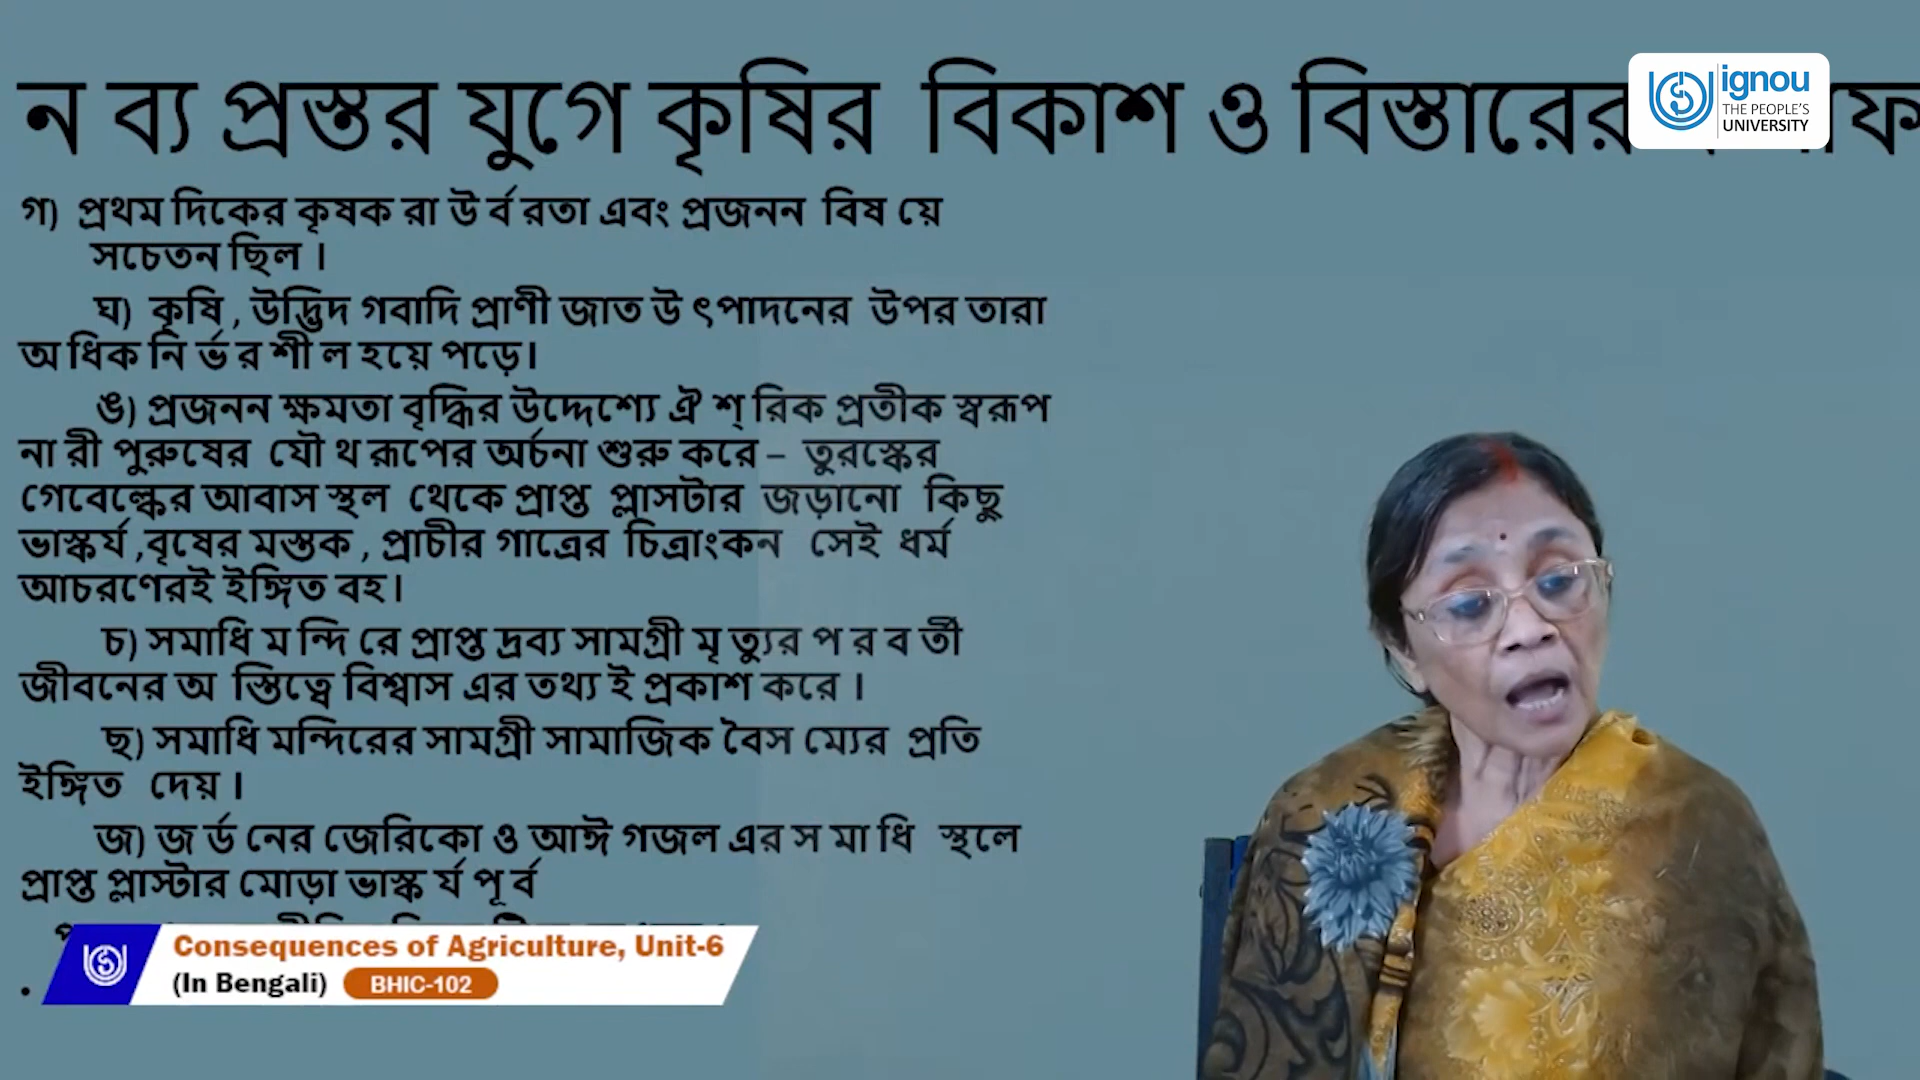 ন ব্য প্রস্তর যুগে কৃষির বিকাশ ও বিস্তারের
ignou
THE PEOPLE'S
UNIVERSITY
গ) প্রথম দিকের কৃষক রা উ র্ব রতা এবং প্রজনন বিষ য়ে
সচেতন ছিল ।
ঘ) কৃষি , উদ্ভিদ গবাদি প্রাণী জাত উ ৎপাদনের উপর তারা
অ ধিক নি র্ভ র শী ল হয়ে পড়ে।
ঙ) প্রজনন ক্ষমতা বৃদ্ধির উদ্দেশ্যে ঐ শ্ রিক প্রতীক স্বরূপ
না রী পুরুষের যৌ থ রূপের অর্চনা শুরু করে – তুরস্কের
গেবেল্কের আবাস স্থল থেকে প্রাপ্ত প্লাসটার জড়ানো কিছু
ভাস্কর্য ,বৃষের মস্তক , প্রাচীর গাত্রের চিত্রাংকন সেই ধর্ম
আচরণেরই ইঙ্গিত বহ।
চ) সমাধি ম ন্দি রে প্রাপ্ত দ্রব্য সামগ্রী মৃ ত্যুর প র ব র্তী
জীবনের অ স্তিত্বে বিশ্বাস এর তথ্য ই প্রকাশ করে ।
ছ) সমাধি মন্দিরের সামগ্রী সামাজিক বৈস ম্যের প্রতি
ইঙ্গিত দেয় ।
জ) জ র্ড নের জেরিকো ও আঈ গজল এর স মা ধি স্থলে
প্রাপ্ত প্লাস্টার মোড়া ভাস্ক র্য পূ র্ব
Consequences of Agriculture, Unit-6
(In Bengali) BHIC-102